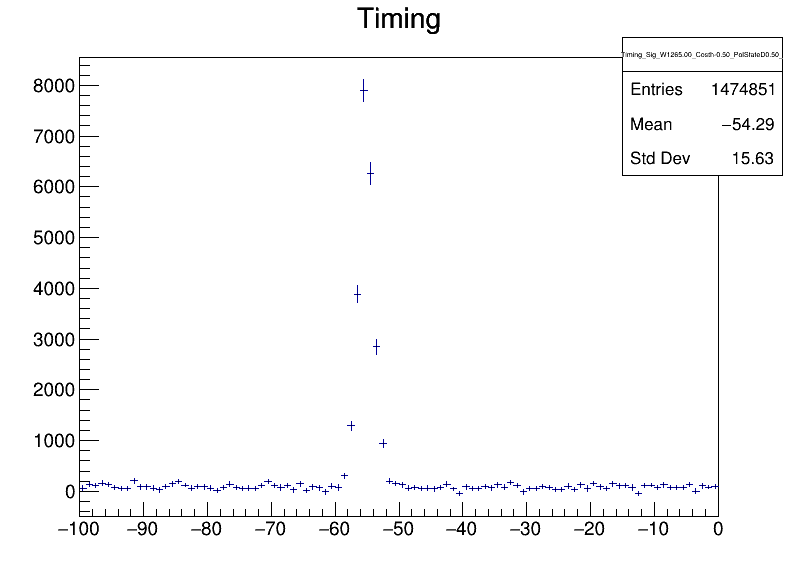 Timing
Timing_Sig_W1265.00_Costh-0.50_PolStateD0.50_
Entries 1474851
Mean −54.29
Std Dev 15.63
8000
7000
6000
5000
4000
3000
2000
1000
0
−100 −90 −80 −70 −60 −50 −40 −30 −20 −10 0